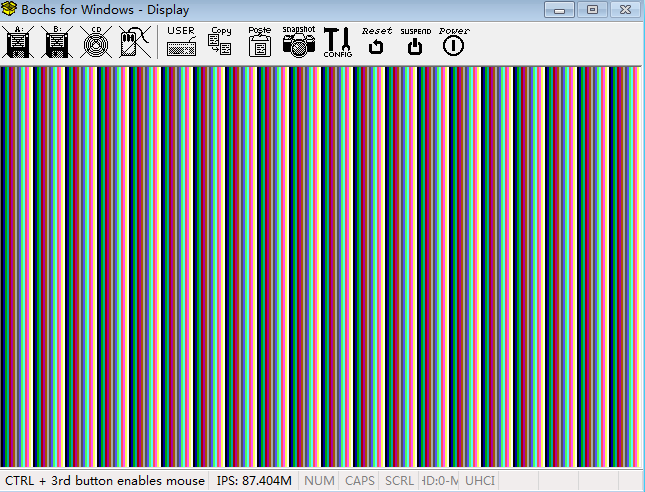 Bochs for Windows - Display
A: B: CD USER Copy Paste snapshot CONFIG Reset SUSPEND Power
CTRL + 3rd button enables mouse IPS: 87.404M NUM CAPS SCRL HD:0-M UHCI